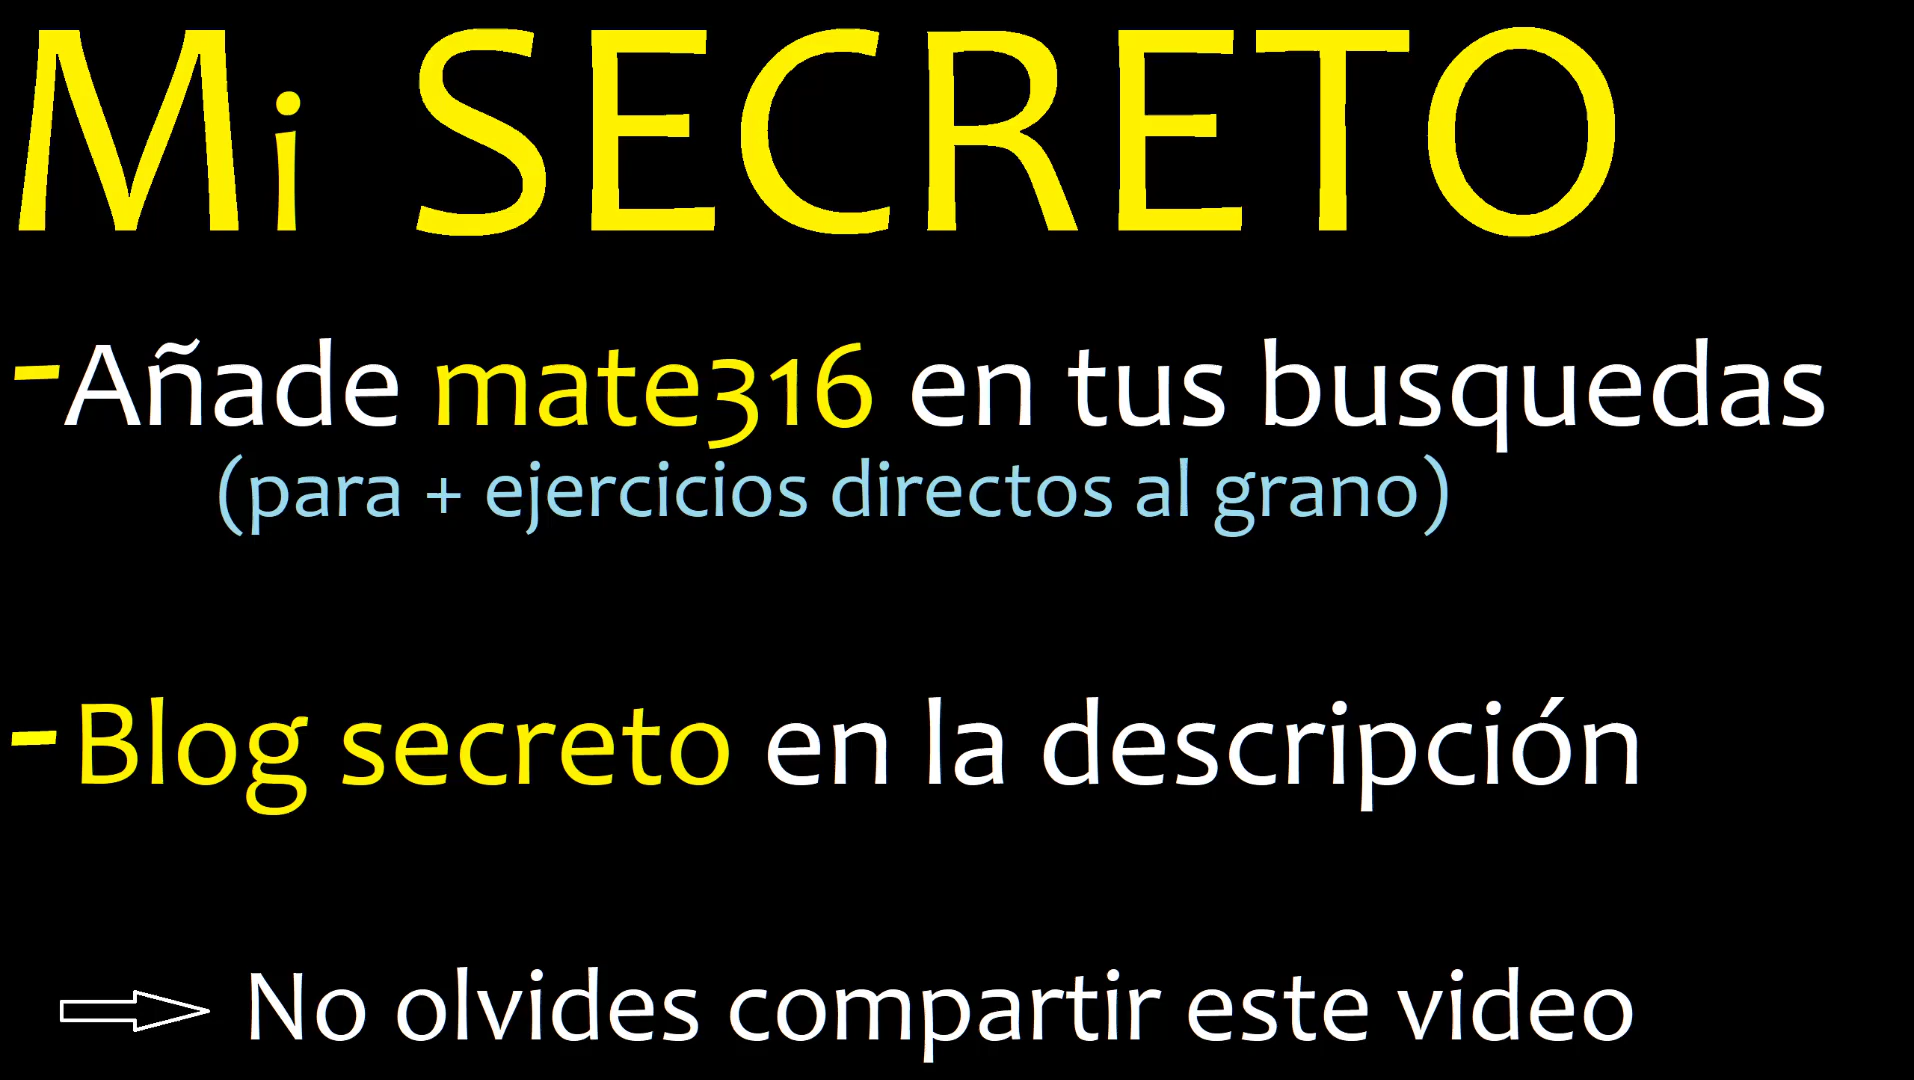 Mi SECRETO
-Añade mate316 en tus busquedas
(para + ejercicios directos al grano)
-Blog secreto en la descripción
No olvides compartir este video